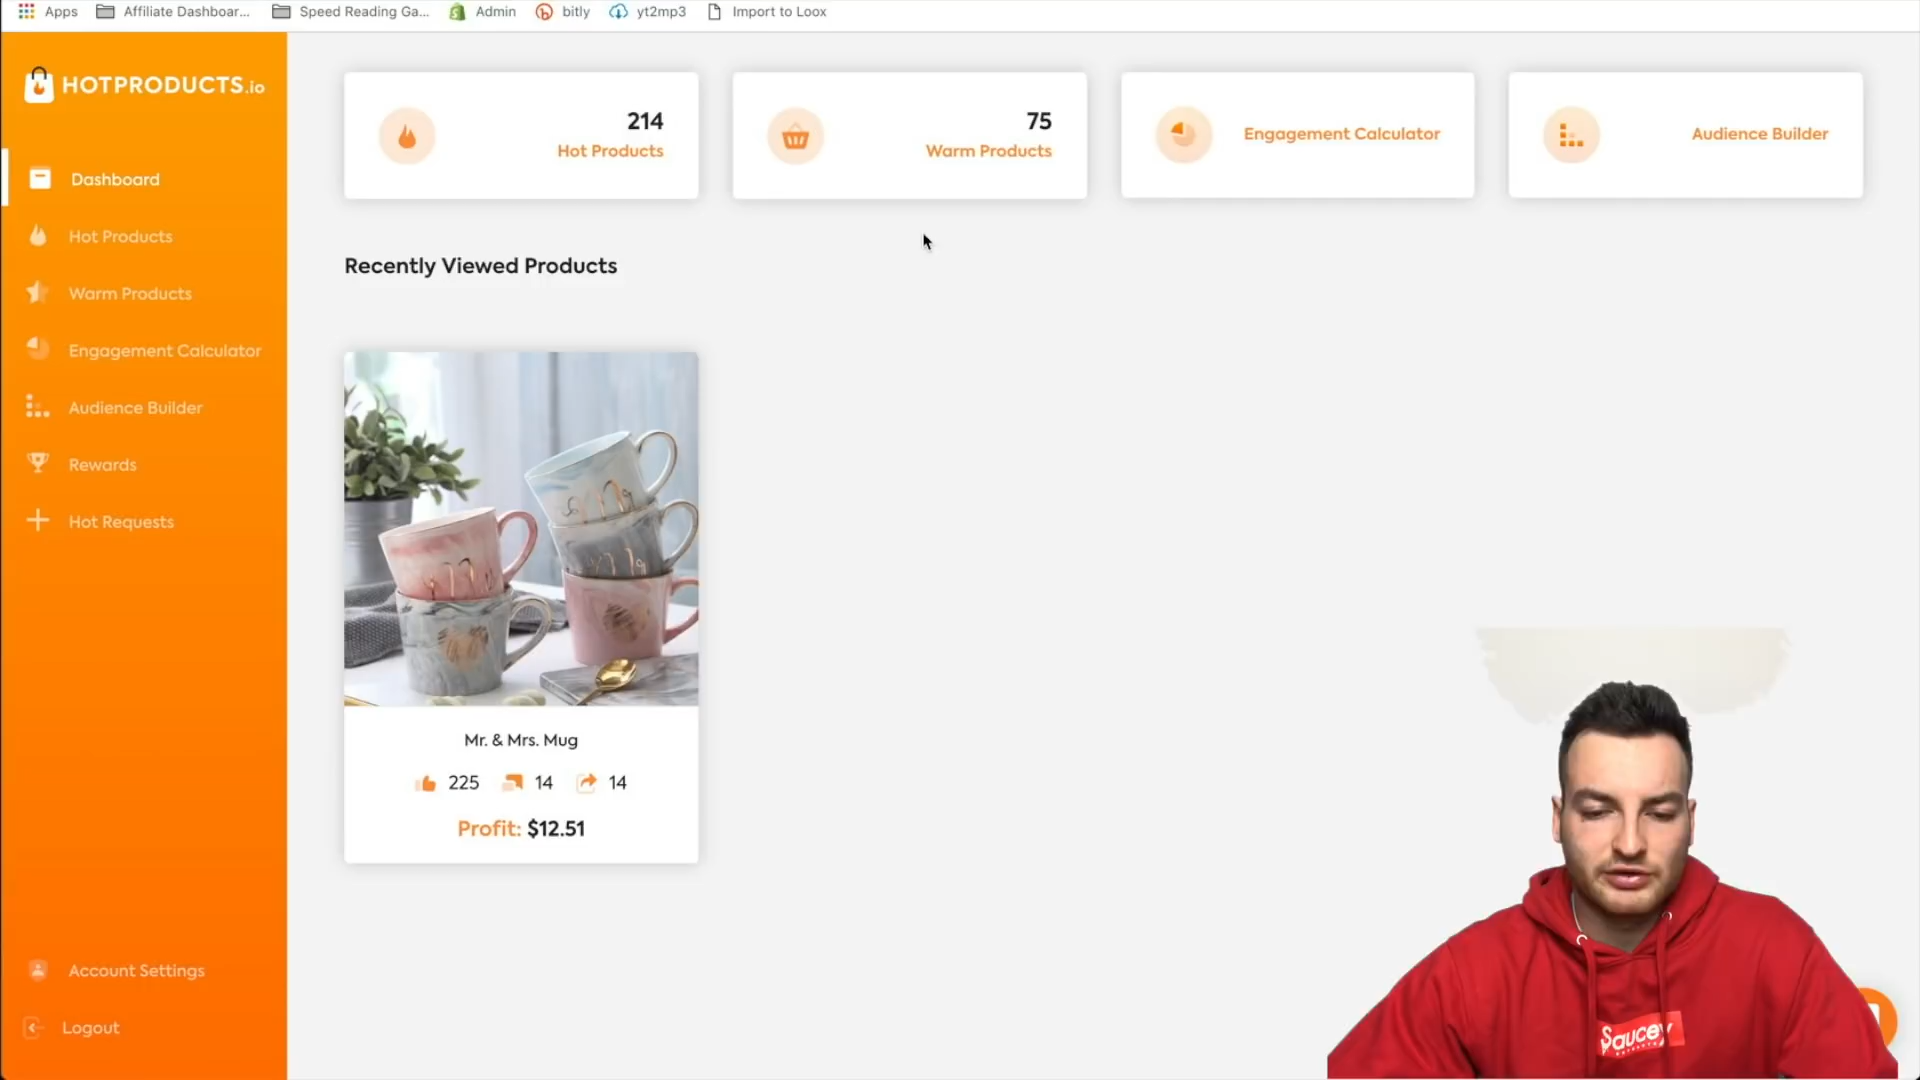 Apps
Affiliate Dashboar...
Speed Reading Ga...
Admin
bitly
yt2mp3
Import to Loox
HOTPRODUCTS.io
Dashboard
Hot Products
Warm Products
Engagement Calculator
Audience Builder
Rewards
Hot Requests
Account Settings
Logout
214
Hot Products
75
Warm Products
Engagement Calculator
Audience Builder
Recently Viewed Products
Mr. & Mrs. Mug
225 14 14
Profit: $12.51
Saucey